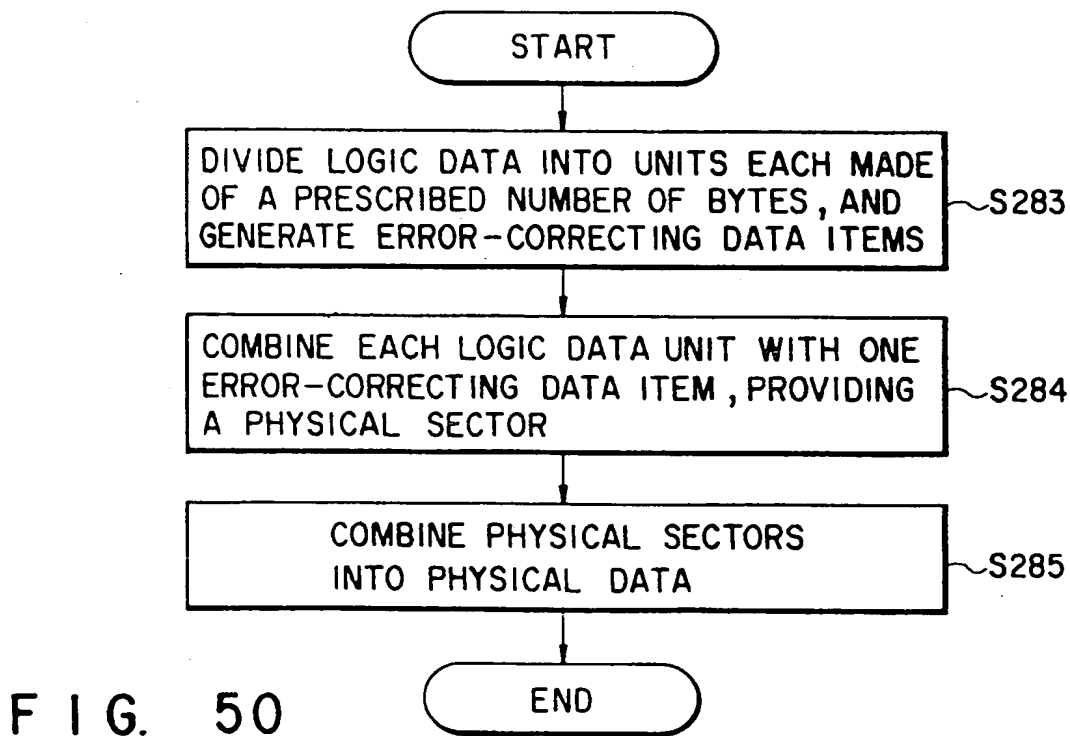 START
DIVIDE LOGIC DATA INTO UNITS EACH MADE
OF A PRESCRIBED NUMBER OF BYTES, AND
GENERATE ERROR-CORRECTING DATA ITEMS
S283
COMBINE EACH LOGIC DATA UNIT WITH ONE
ERROR-CORRECTING DATA ITEM, PROVIDING
A PHYSICAL SECTOR
S284
COMBINE PHYSICAL SECTORS
INTO PHYSICAL DATA
S285
END
FIG. 50